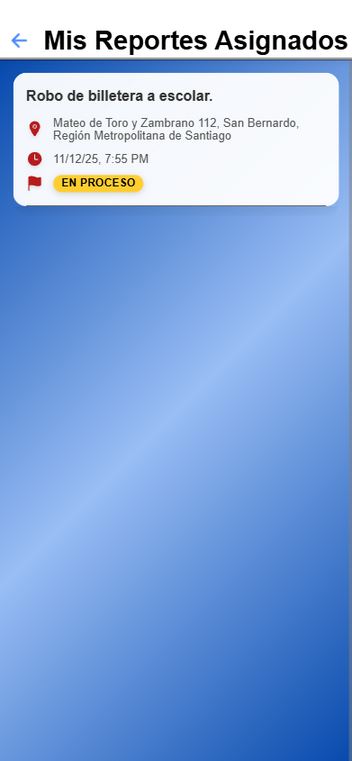 Mis Reportes Asignados
Robo de billetera a escolar.
Mateo de Toro y Zambrano 112, San Bernardo,
Región Metropolitana de Santiago
11/12/25, 7:55 PM
EN PROCESO